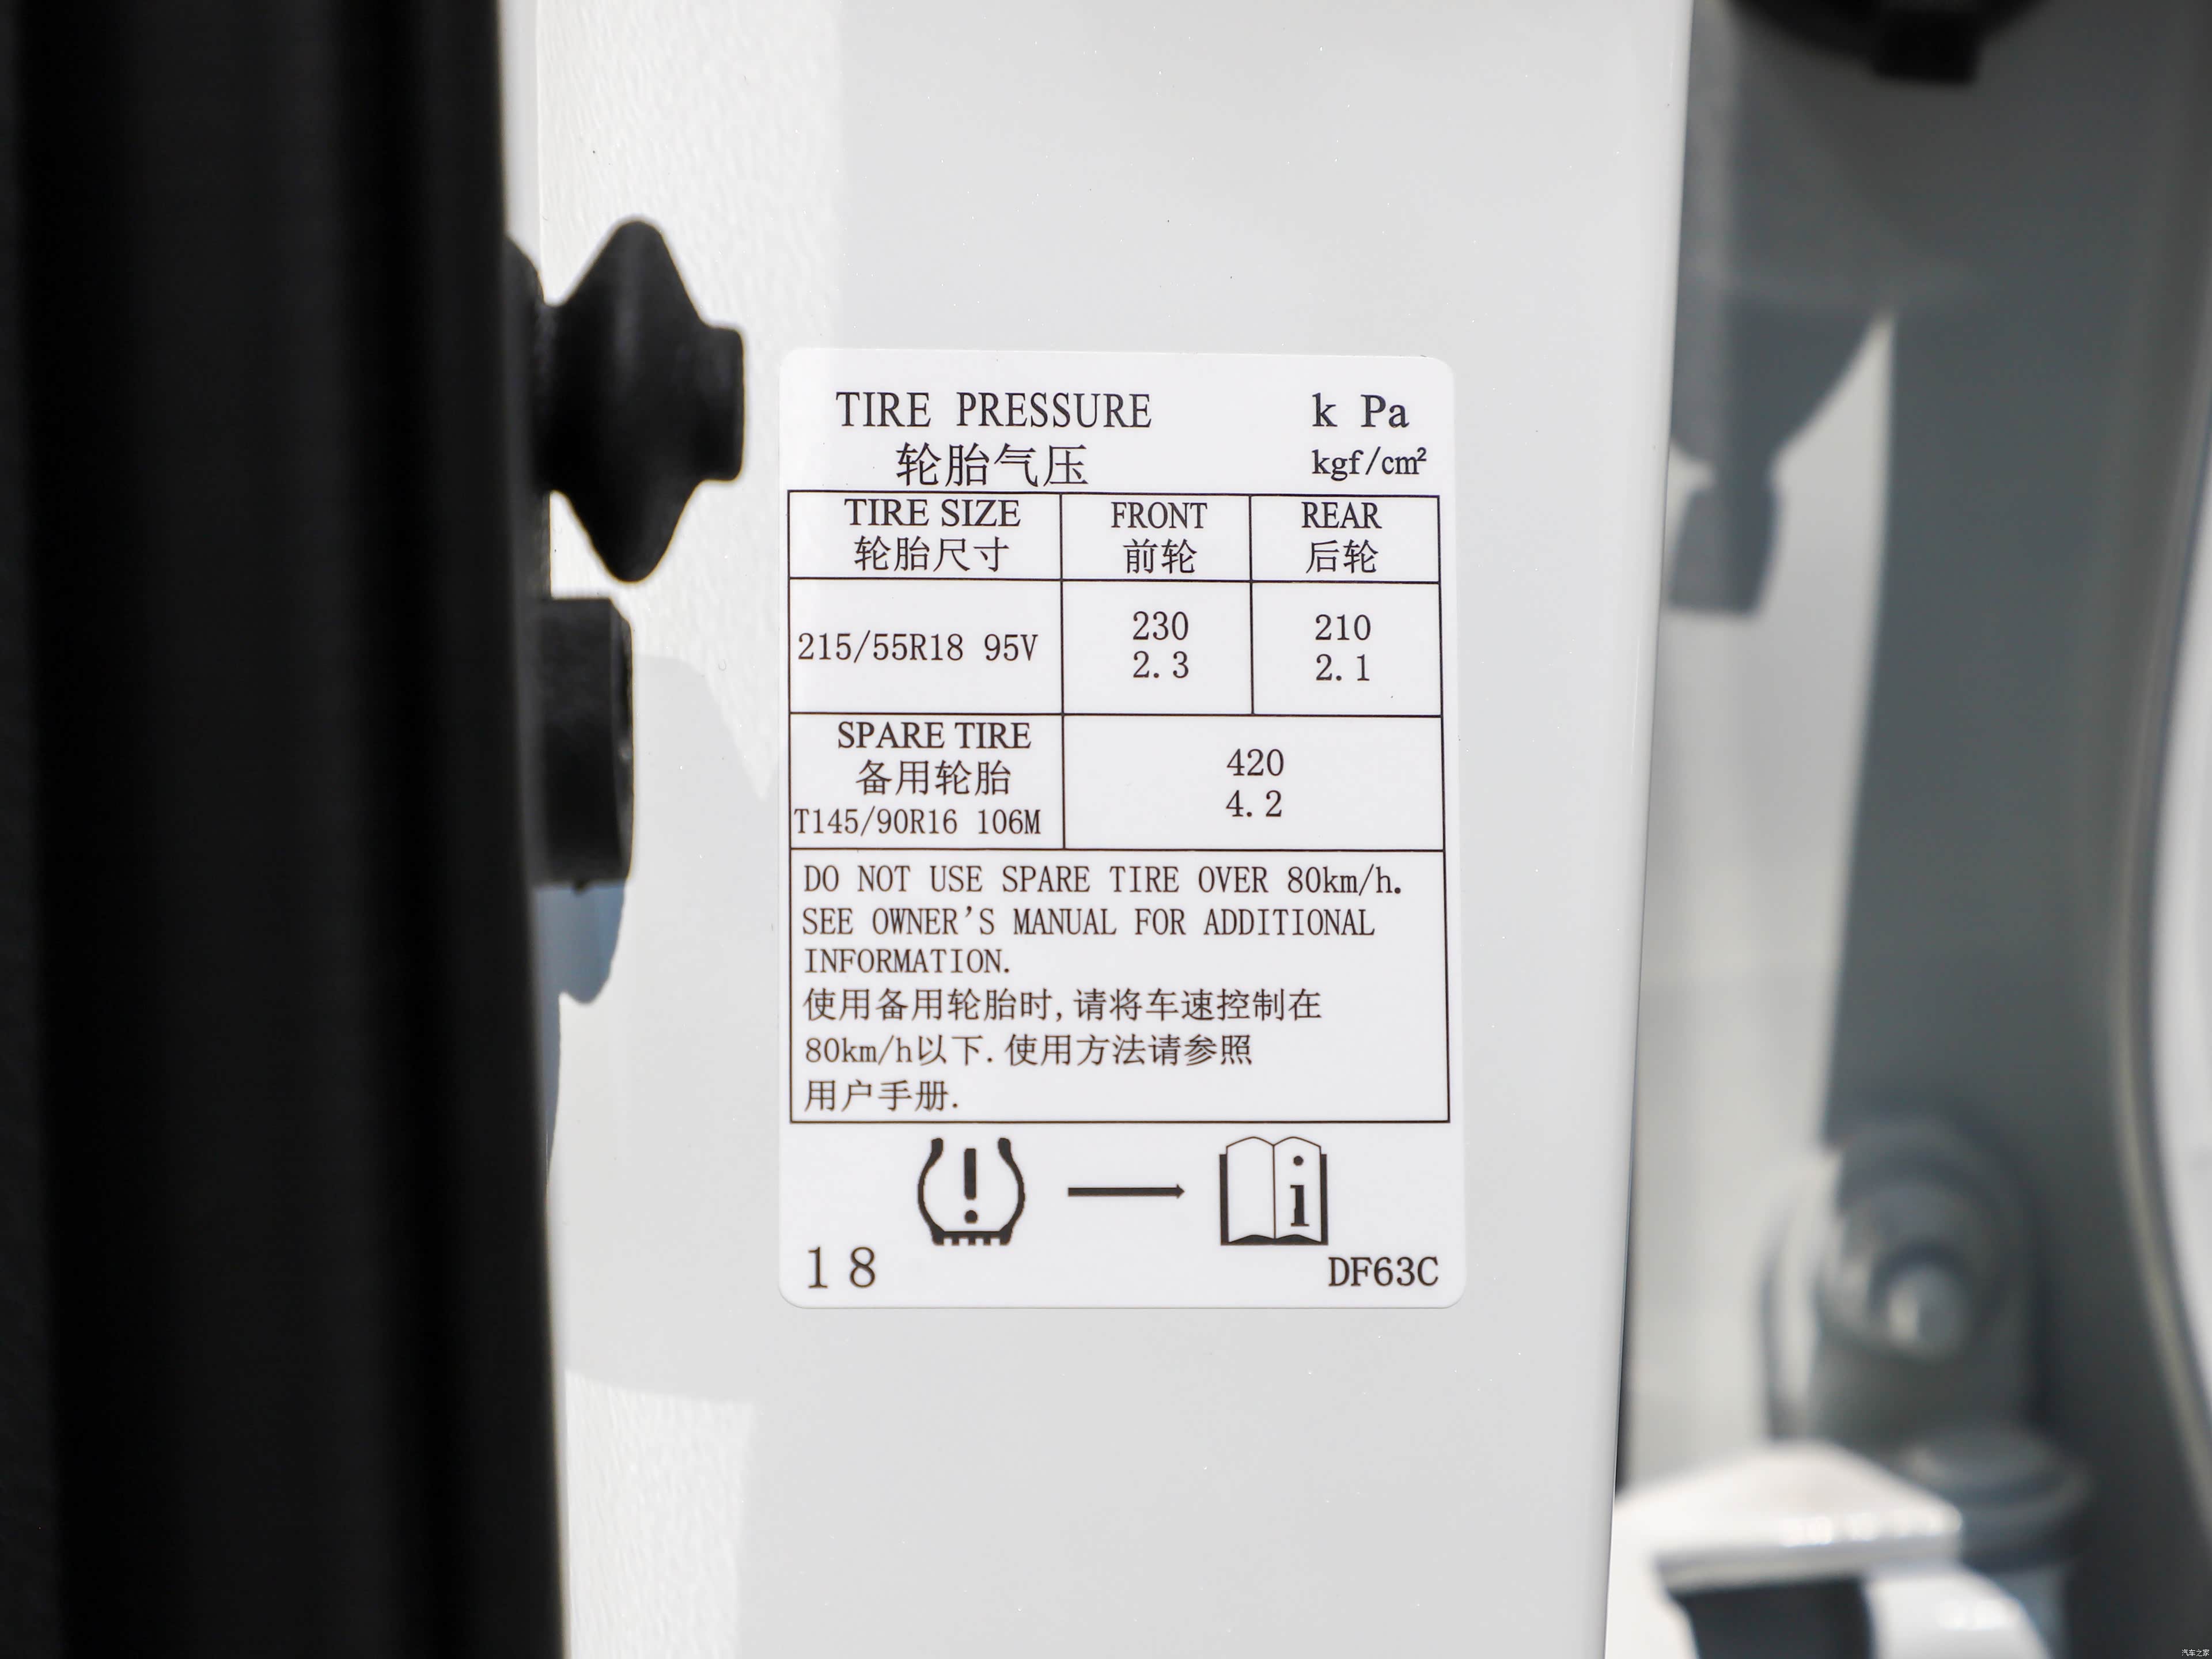 TIRE PRESSURE k Pa
轮胎气压 kgf/cm²
TIRE SIZE FRONT REAR
轮胎尺寸 前轮 后轮
215/55R18 95V
230 210
2.3 2.1
SPARE TIRE
备用轮胎
T145/90R16 106M
420
4.2
DO NOT USE SPARE TIRE OVER 80km/h.
SEE OWNER'S MANUAL FOR ADDITIONAL
INFORMATION.
使用备用轮胎时,请将车速控制在
80km/h以下.使用方法请参照
用户手册.
i
18 DF63C
汽车之家